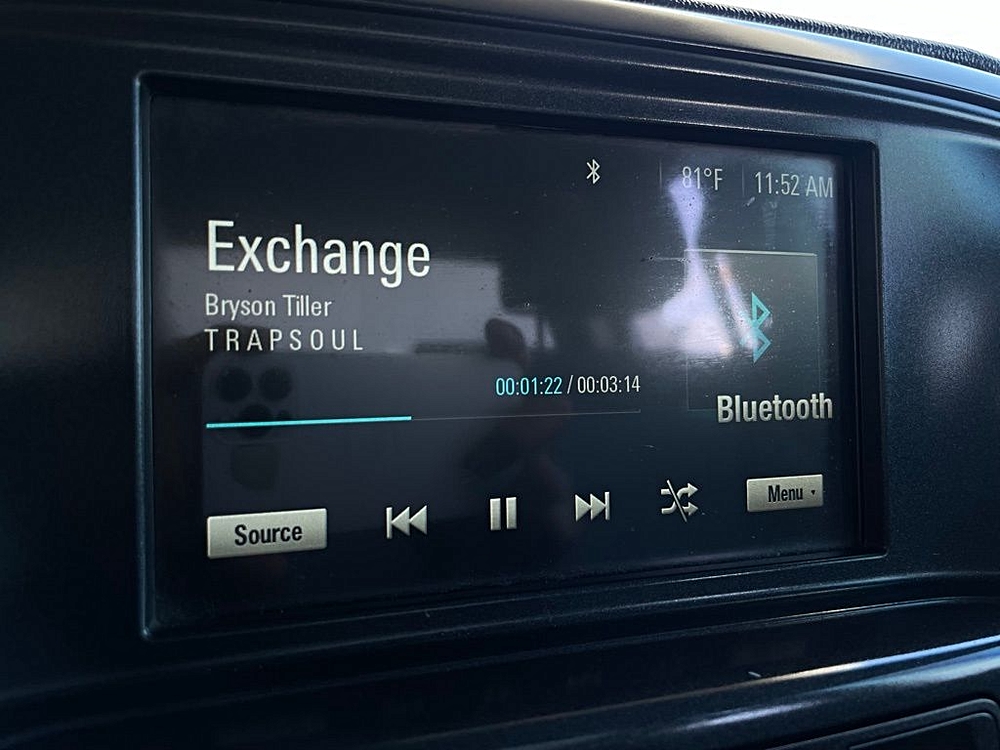 81°F 11:52 AM
Exchange
Bryson Tiller
TRAPSOUL
00:01:22 / 00:03:14
Bluetooth
Source
Menu